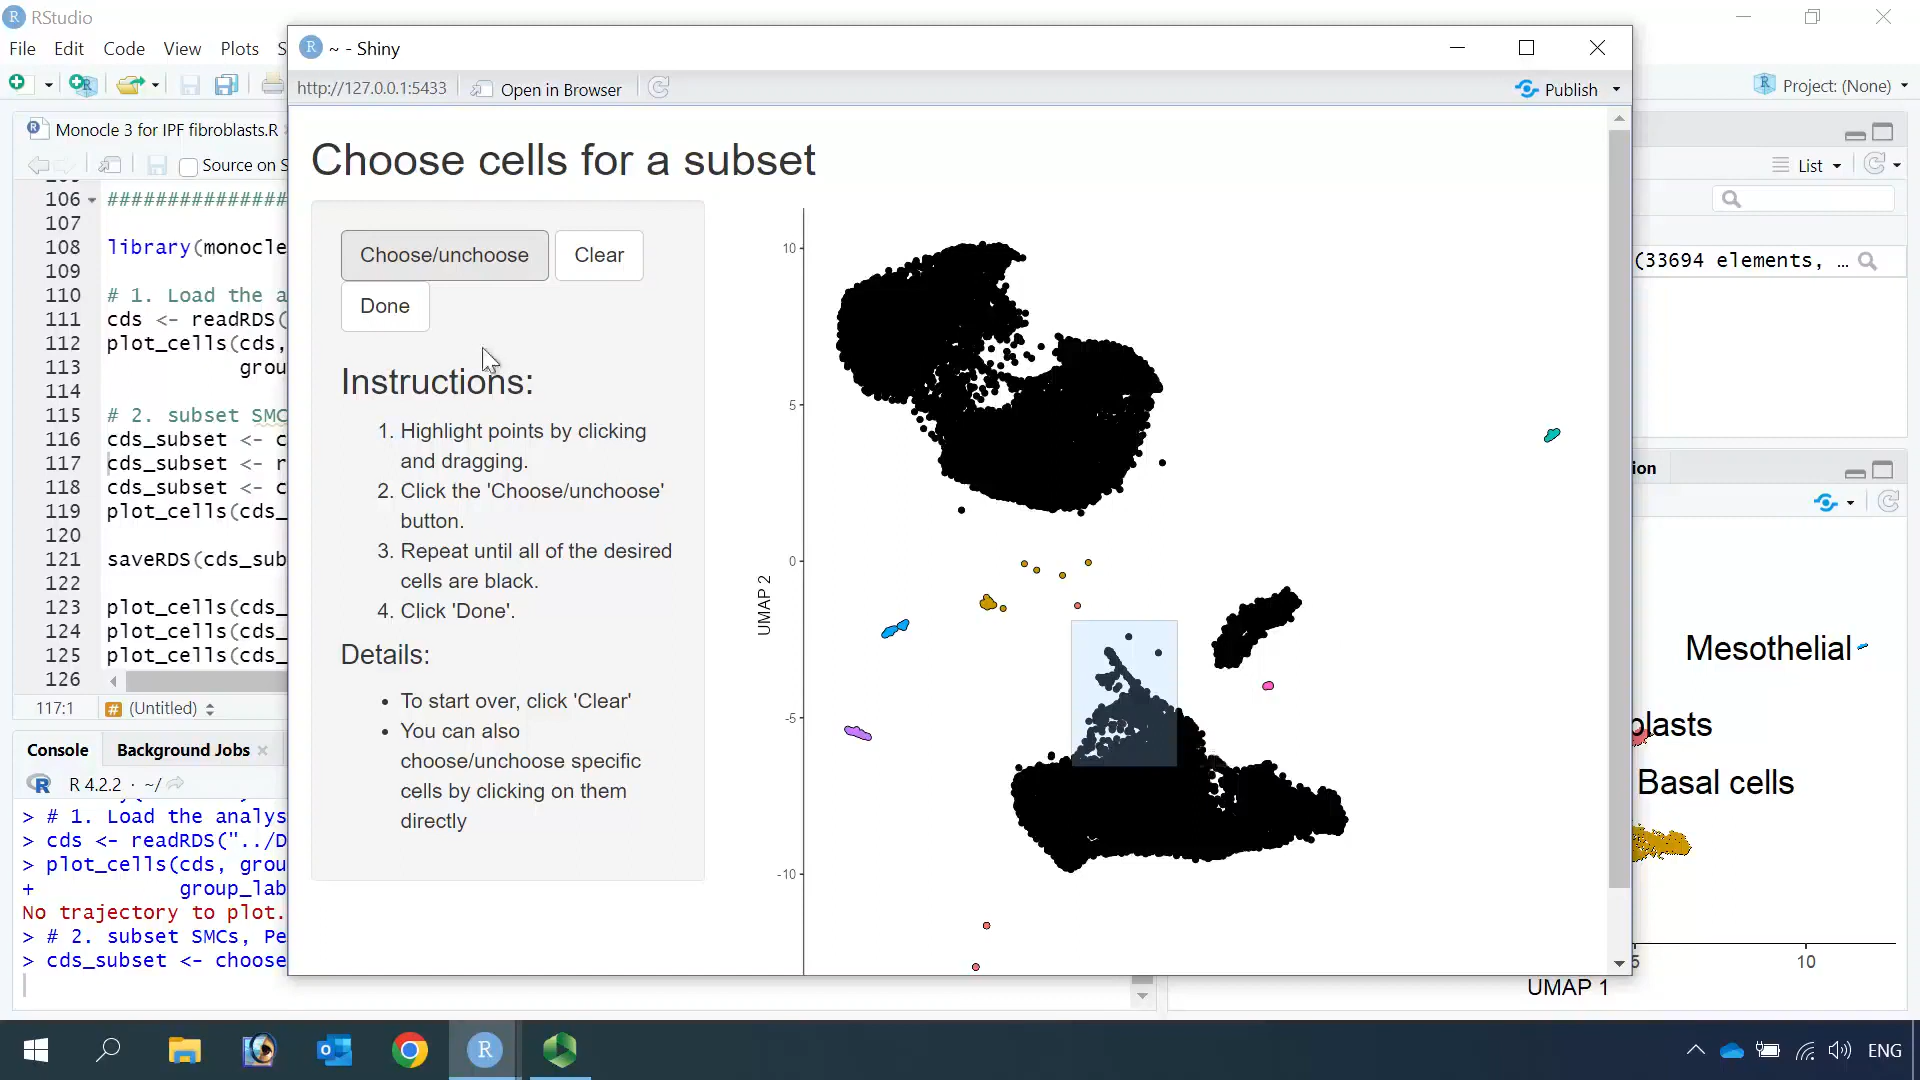 RStudio
File Edit Code View Plots S
~ - Shiny
http://127.0.0.1:5433 Open in Browser Publish
Project: (None)
Monocle 3 for IPF fibroblasts.R
Source on S
List
106 ###############
107
108 library(monocle
109
110 # 1. Load the a
111 cds <- readRDS(
112 plot_cells(cds,
113 grou
114
115 # 2. subset SMC
116 cds_subset <- c
117 cds_subset <- r
118 cds_subset <- c
119 plot_cells(cds_
120
121 saveRDS(cds_sub
122
123 plot_cells(cds_
124 plot_cells(cds_
125 plot_cells(cds_
126
117:1 # (Untitled)
Console Background Jobs
R 4.2.2 · ~/
> # 1. Load the analys
> cds <- readRDS("../D
> plot_cells(cds, grou
+ group_lab
No trajectory to plot.
> # 2. subset SMCs, Pe
> cds_subset <- choose
Choose cells for a subset
Choose/unchoose Clear
Done
Instructions:
1. Highlight points by clicking
and dragging.
2. Click the 'Choose/unchoose'
button.
3. Repeat until all of the desired
cells are black.
4. Click 'Done'.
Details:
• To start over, click 'Clear'
• You can also
choose/unchoose specific
cells by clicking on them
directly
10
5
0
-5
-10
UMAP 2
(33694 elements, …
ion
Mesothelial
blasts
Basal cells
5 10
UMAP 1
ENG